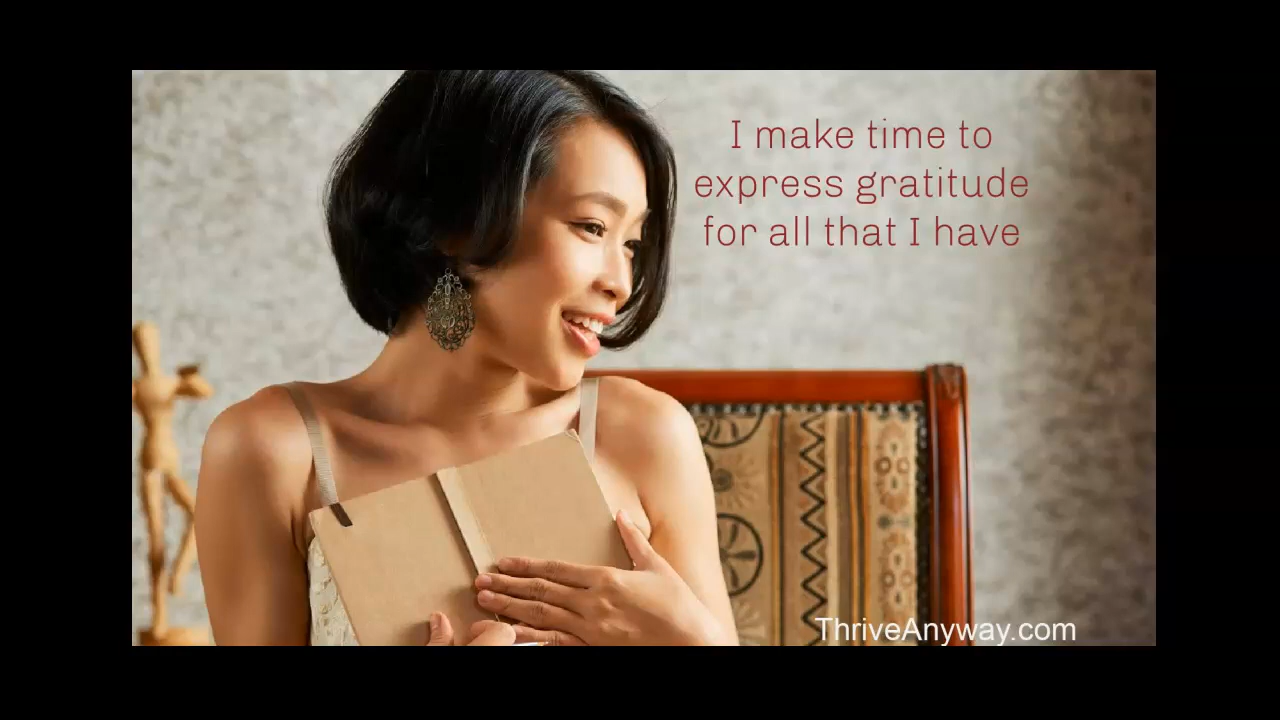 I make time to
express gratitude
for all that I have
ThriveAnyway.com